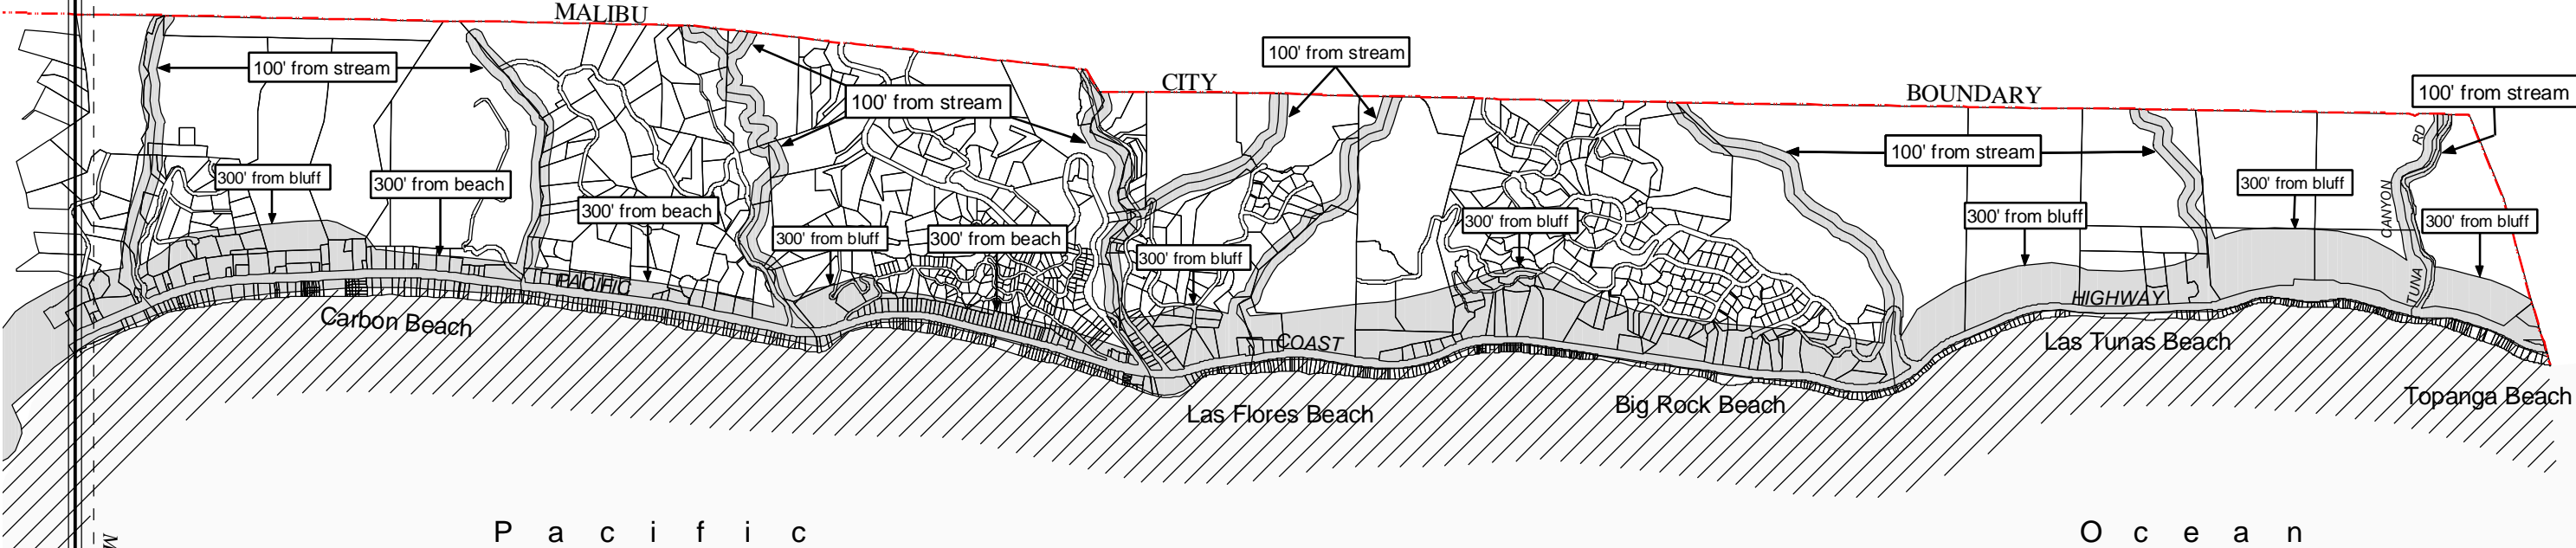 MALIBU
CITY
BOUNDARY
100' from stream
100' from stream
100' from stream
100' from stream
100' from stream
300' from bluff
300' from beach
300' from beach
300' from bluff
300' from beach
300' from bluff
300' from bluff
300' from bluff
300' from bluff
300' from bluff
TUNA CANYON RD
PACIFIC
COAST
HIGHWAY
Carbon Beach
Las Flores Beach
Big Rock Beach
Las Tunas Beach
Topanga Beach
Pacific
Ocean
M